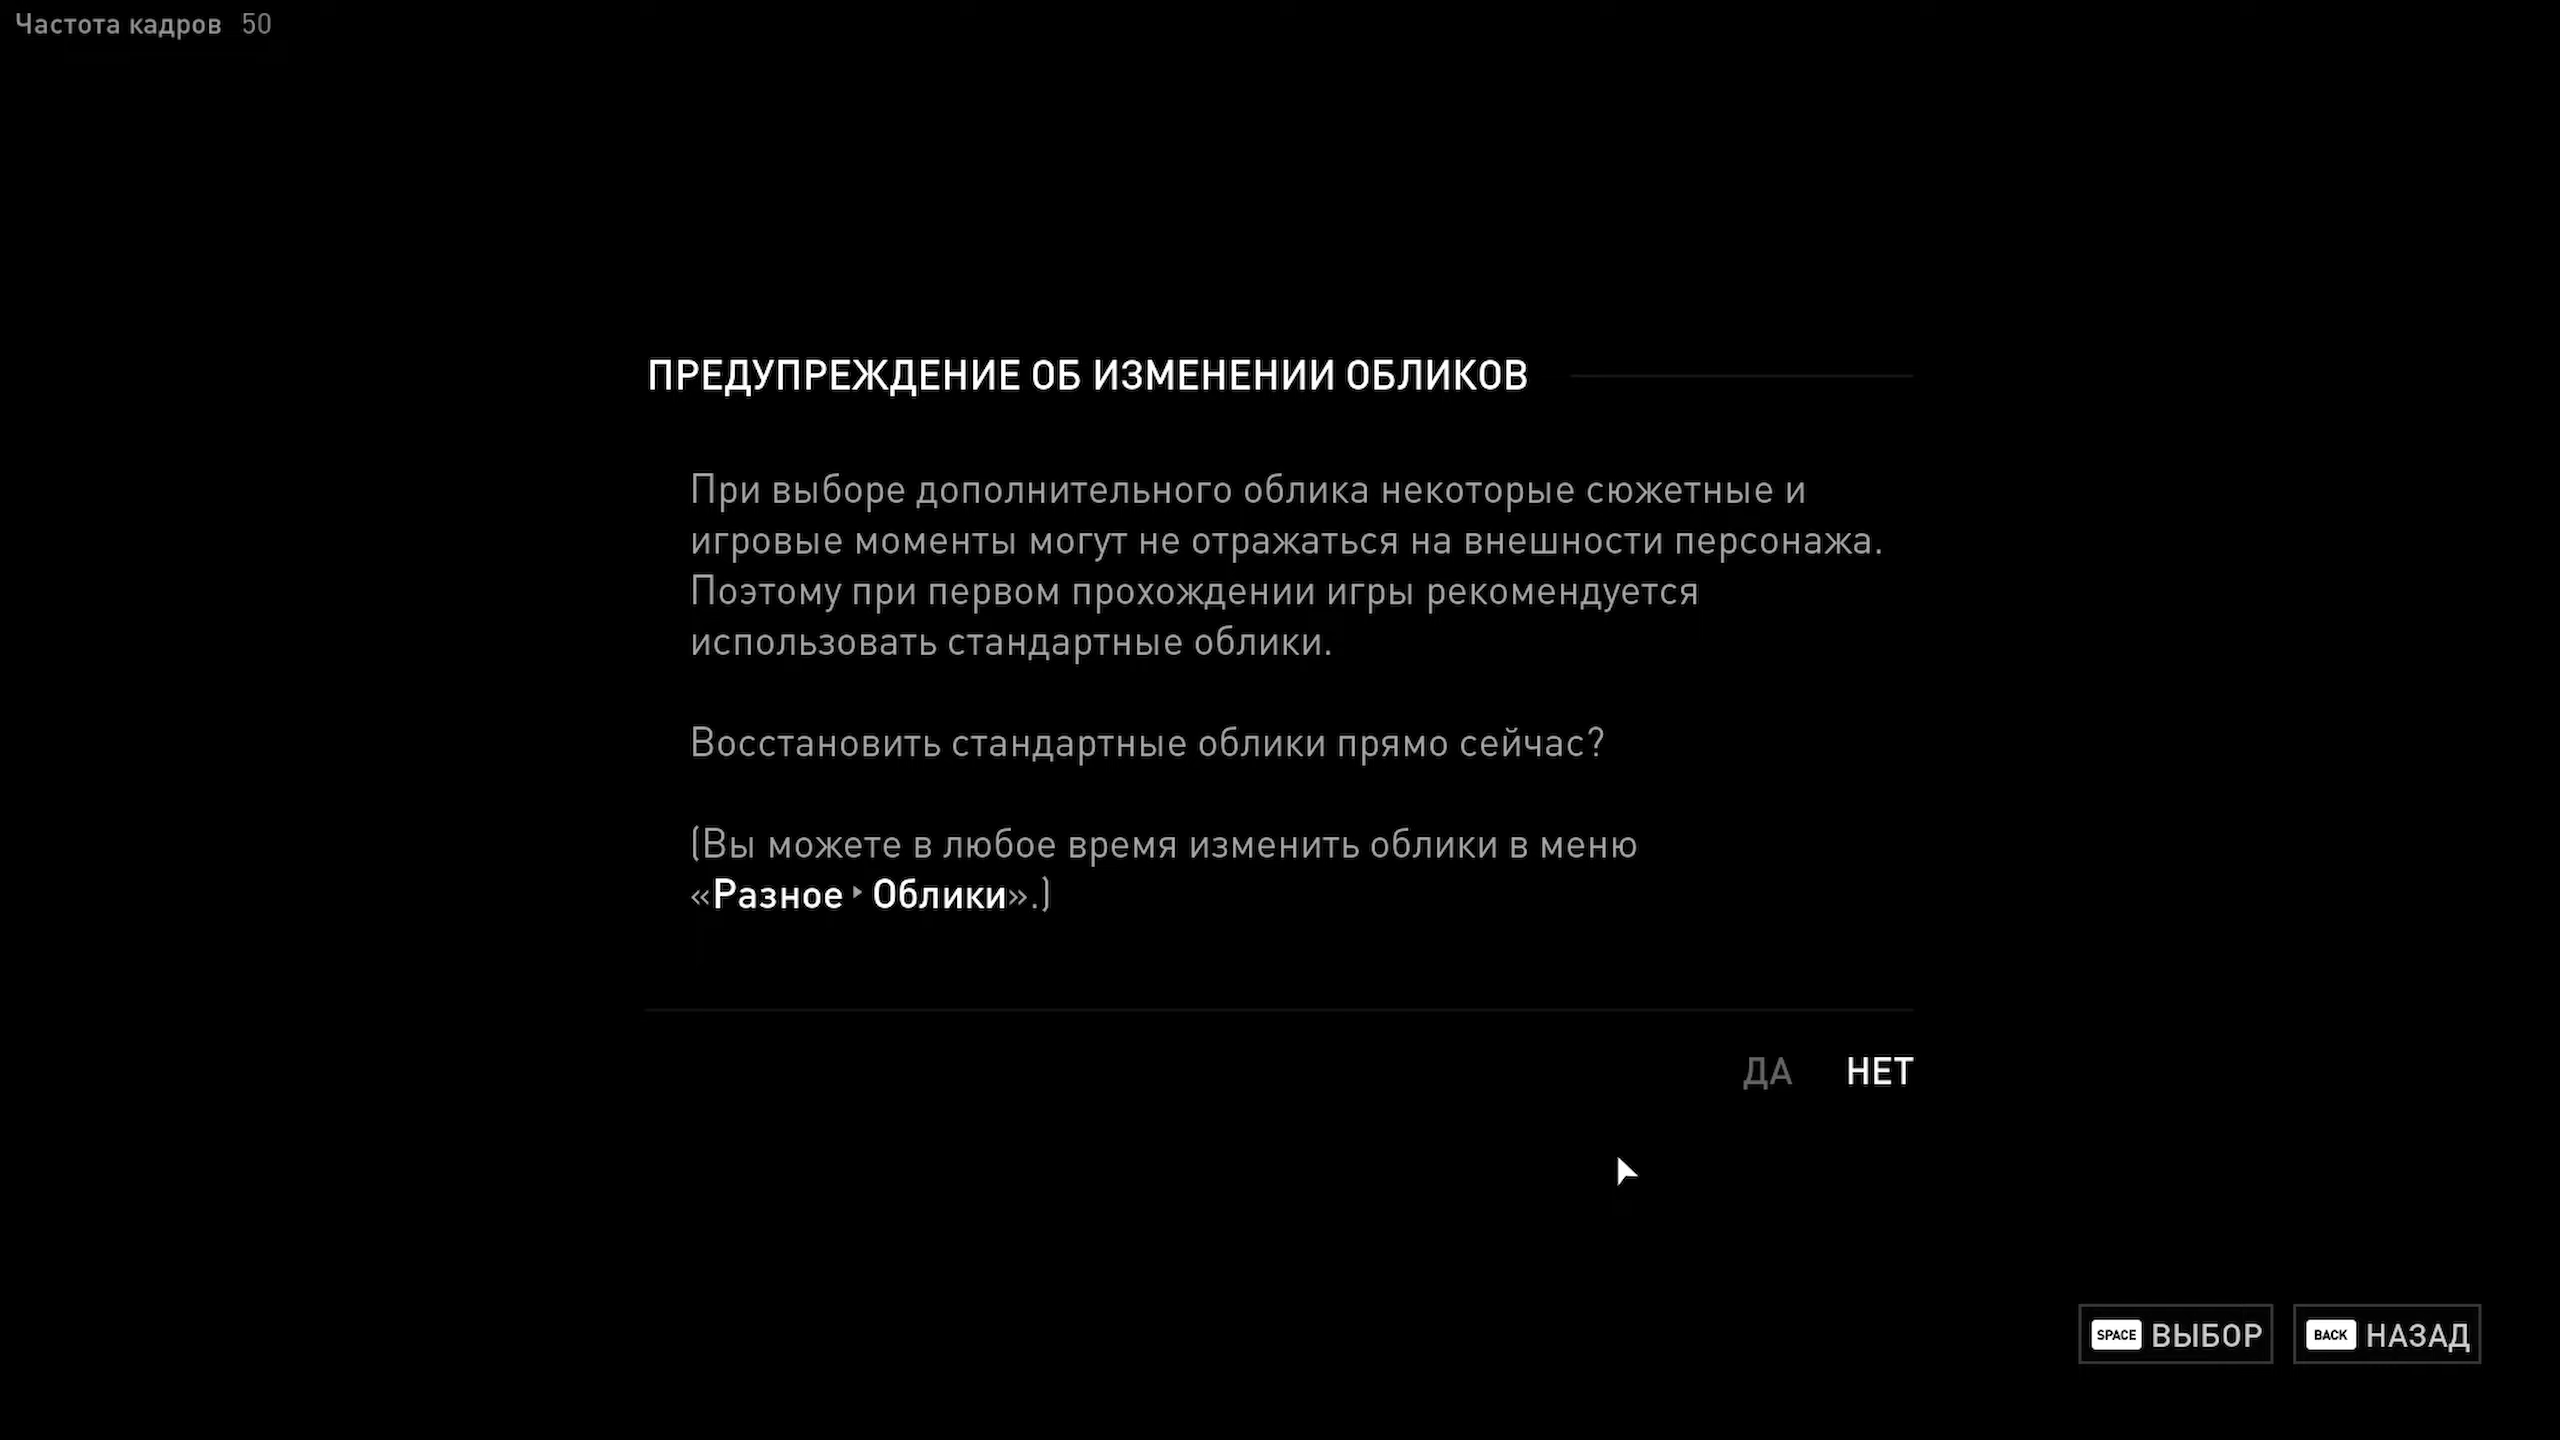 Частота кадров 50
ПРЕДУПРЕЖДЕНИЕ ОБ ИЗМЕНЕНИИ ОБЛИКОВ
При выборе дополнительного облика некоторые сюжетные и
игровые моменты могут не отражаться на внешности персонажа.
Поэтому при первом прохождении игры рекомендуется
использовать стандартные облики.
Восстановить стандартные облики прямо сейчас?
(Вы можете в любое время изменить облики в меню
«Разное ‣ Облики».)
ДА НЕТ
SPACE ВЫБОР BACK НАЗАД